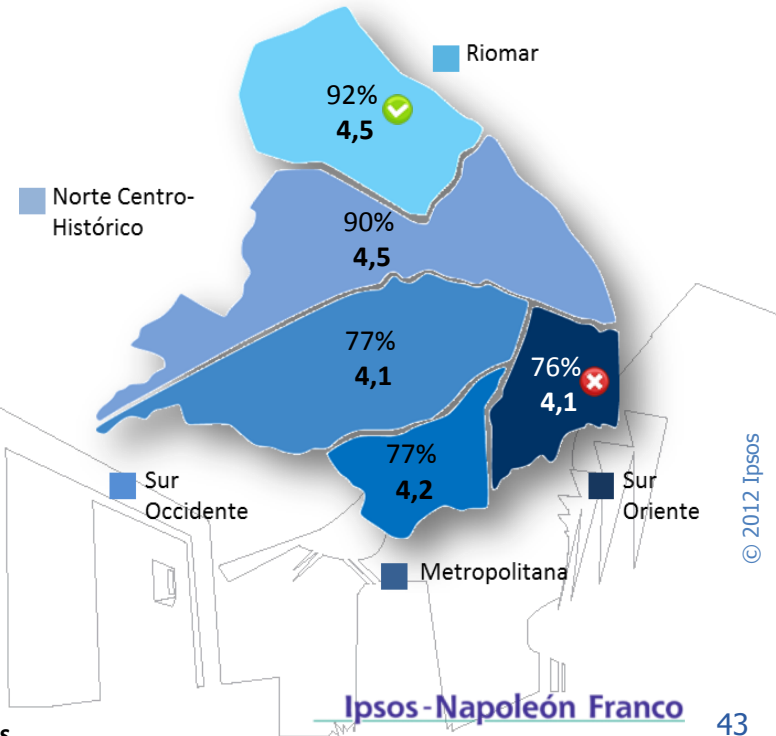 Riomar
92%
4,5
Norte Centro-
Histórico
90%
4,5
77%
4,1
76%
4,1
77%
4,2
Sur
Occidente
Sur
Oriente
Metropolitana
© 2012 Ipsos
Ipsos-Napoleón Franco
43